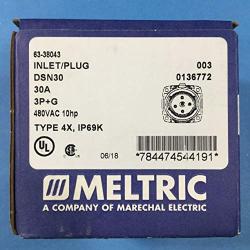 63-38043
INLET/PLUG 003
DSN30 0136772
30A
3P+G
480VAC 10hp
TYPE 4X, IP69K
UL
06/18
*784474544191*
MELTRIC
A COMPANY OF MARECHAL ELECTRIC